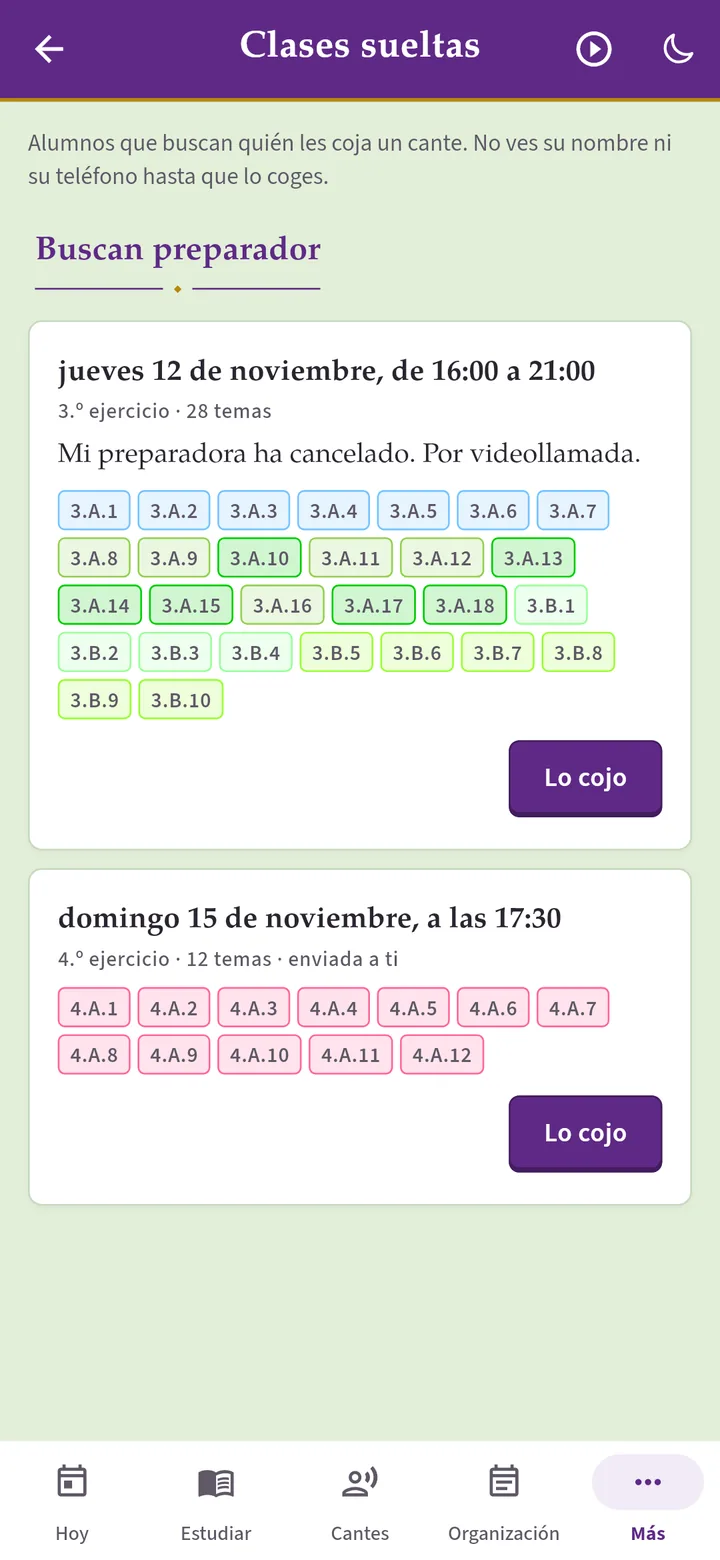 Clases sueltas
Alumnos que buscan quién les coja un cante. No ves su nombre ni
su teléfono hasta que lo coges.
Buscan preparador
jueves 12 de noviembre, de 16:00 a 21:00
3.º ejercicio · 28 temas
Mi preparadora ha cancelado. Por videollamada.
3.A.1 3.A.2 3.A.3 3.A.4 3.A.5 3.A.6 3.A.7
3.A.8 3.A.9 3.A.10 3.A.11 3.A.12 3.A.13
3.A.14 3.A.15 3.A.16 3.A.17 3.A.18 3.B.1
3.B.2 3.B.3 3.B.4 3.B.5 3.B.6 3.B.7 3.B.8
3.B.9 3.B.10
Lo cojo
domingo 15 de noviembre, a las 17:30
4.º ejercicio · 12 temas · enviada a ti
4.A.1 4.A.2 4.A.3 4.A.4 4.A.5 4.A.6 4.A.7
4.A.8 4.A.9 4.A.10 4.A.11 4.A.12
Lo cojo
Hoy Estudiar Cantes Organización Más